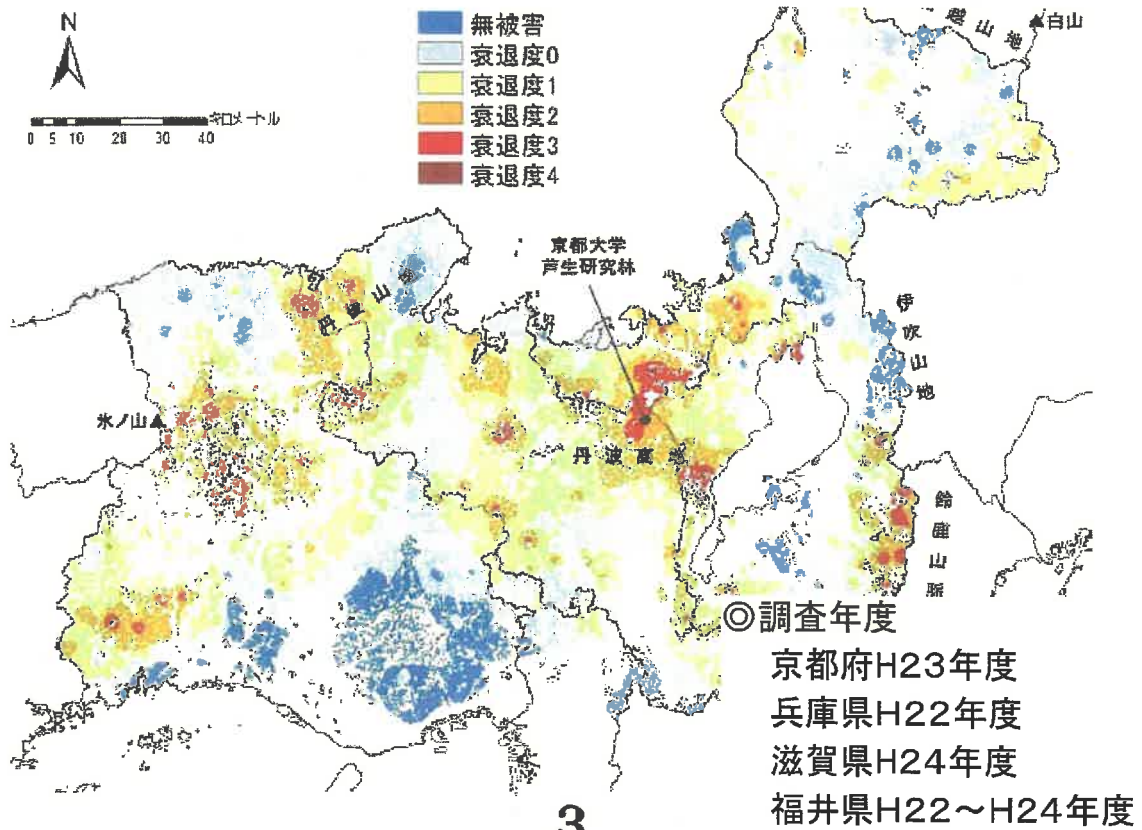 N
0 5 10 20 30 40 キロメートル
無被害
衰退度0
衰退度1
衰退度2
衰退度3
衰退度4
越山地
白山
京都大学
芦生研究林
丹後山地
伊吹山地
氷ノ山
丹波高地
鈴鹿山脈
◎調査年度
京都府H23年度
兵庫県H22年度
滋賀県H24年度
福井県H22~H24年度
3